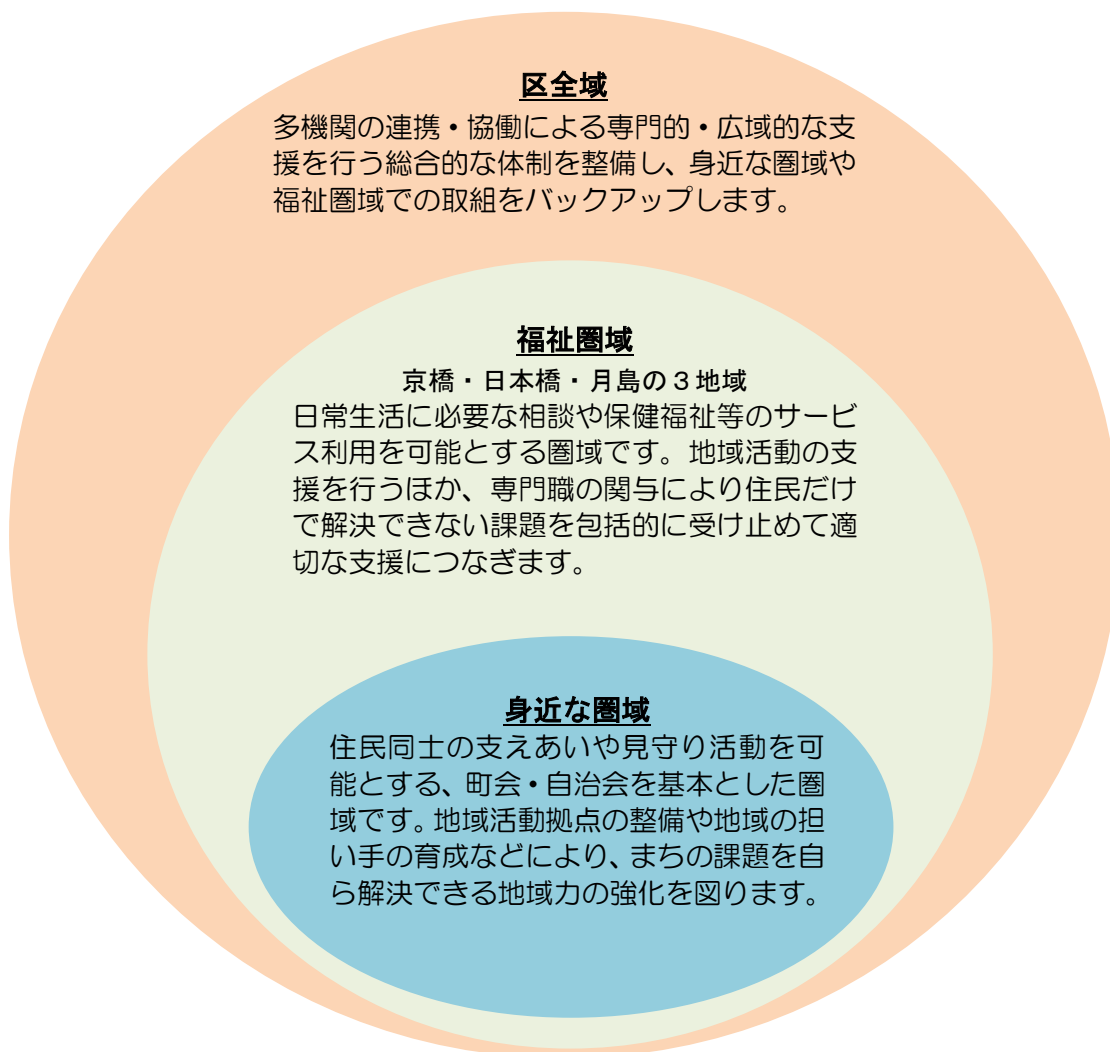 区全域
多機関の連携・協働による専門的・広域的な支
援を行う総合的な体制を整備し、身近な圏域や
福祉圏域での取組をバックアップします。
福祉圏域
京橋・日本橋・月島の３地域
日常生活に必要な相談や保健福祉等のサービ
ス利用を可能とする圏域です。地域活動の支
援を行うほか、専門職の関与により住民だけ
で解決できない課題を包括的に受け止めて適
切な支援につなぎます。
身近な圏域
住民同士の支えあいや見守り活動を可
能とする、町会・自治会を基本とした圏
域です。地域活動拠点の整備や地域の担
い手の育成などにより、まちの課題を自
ら解決できる地域力の強化を図ります。